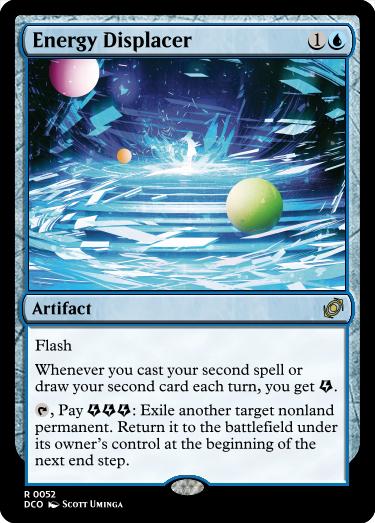 Energy Displacer 1
Artifact
Flash
Whenever you cast your second spell or
draw your second card each turn, you get .
, Pay : Exile another target nonland
permanent. Return it to the battlefield under
its owner's control at the beginning of the
next end step.
R 0052
DCO Scott Uminga